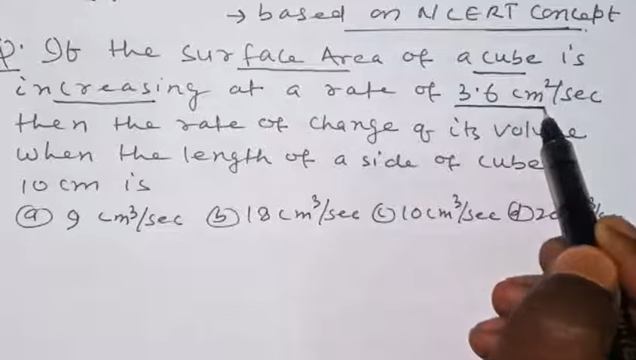 → based on NCERT Concept
Q. If the surface Area of a cube is
increasing at a rate of 3.6 cm²/sec
then the rate of change of its volume
when the length of a side of cube
10 cm is
(a) 9 cm³/sec (b) 18 cm³/sec (c) 10 cm³/sec (d)